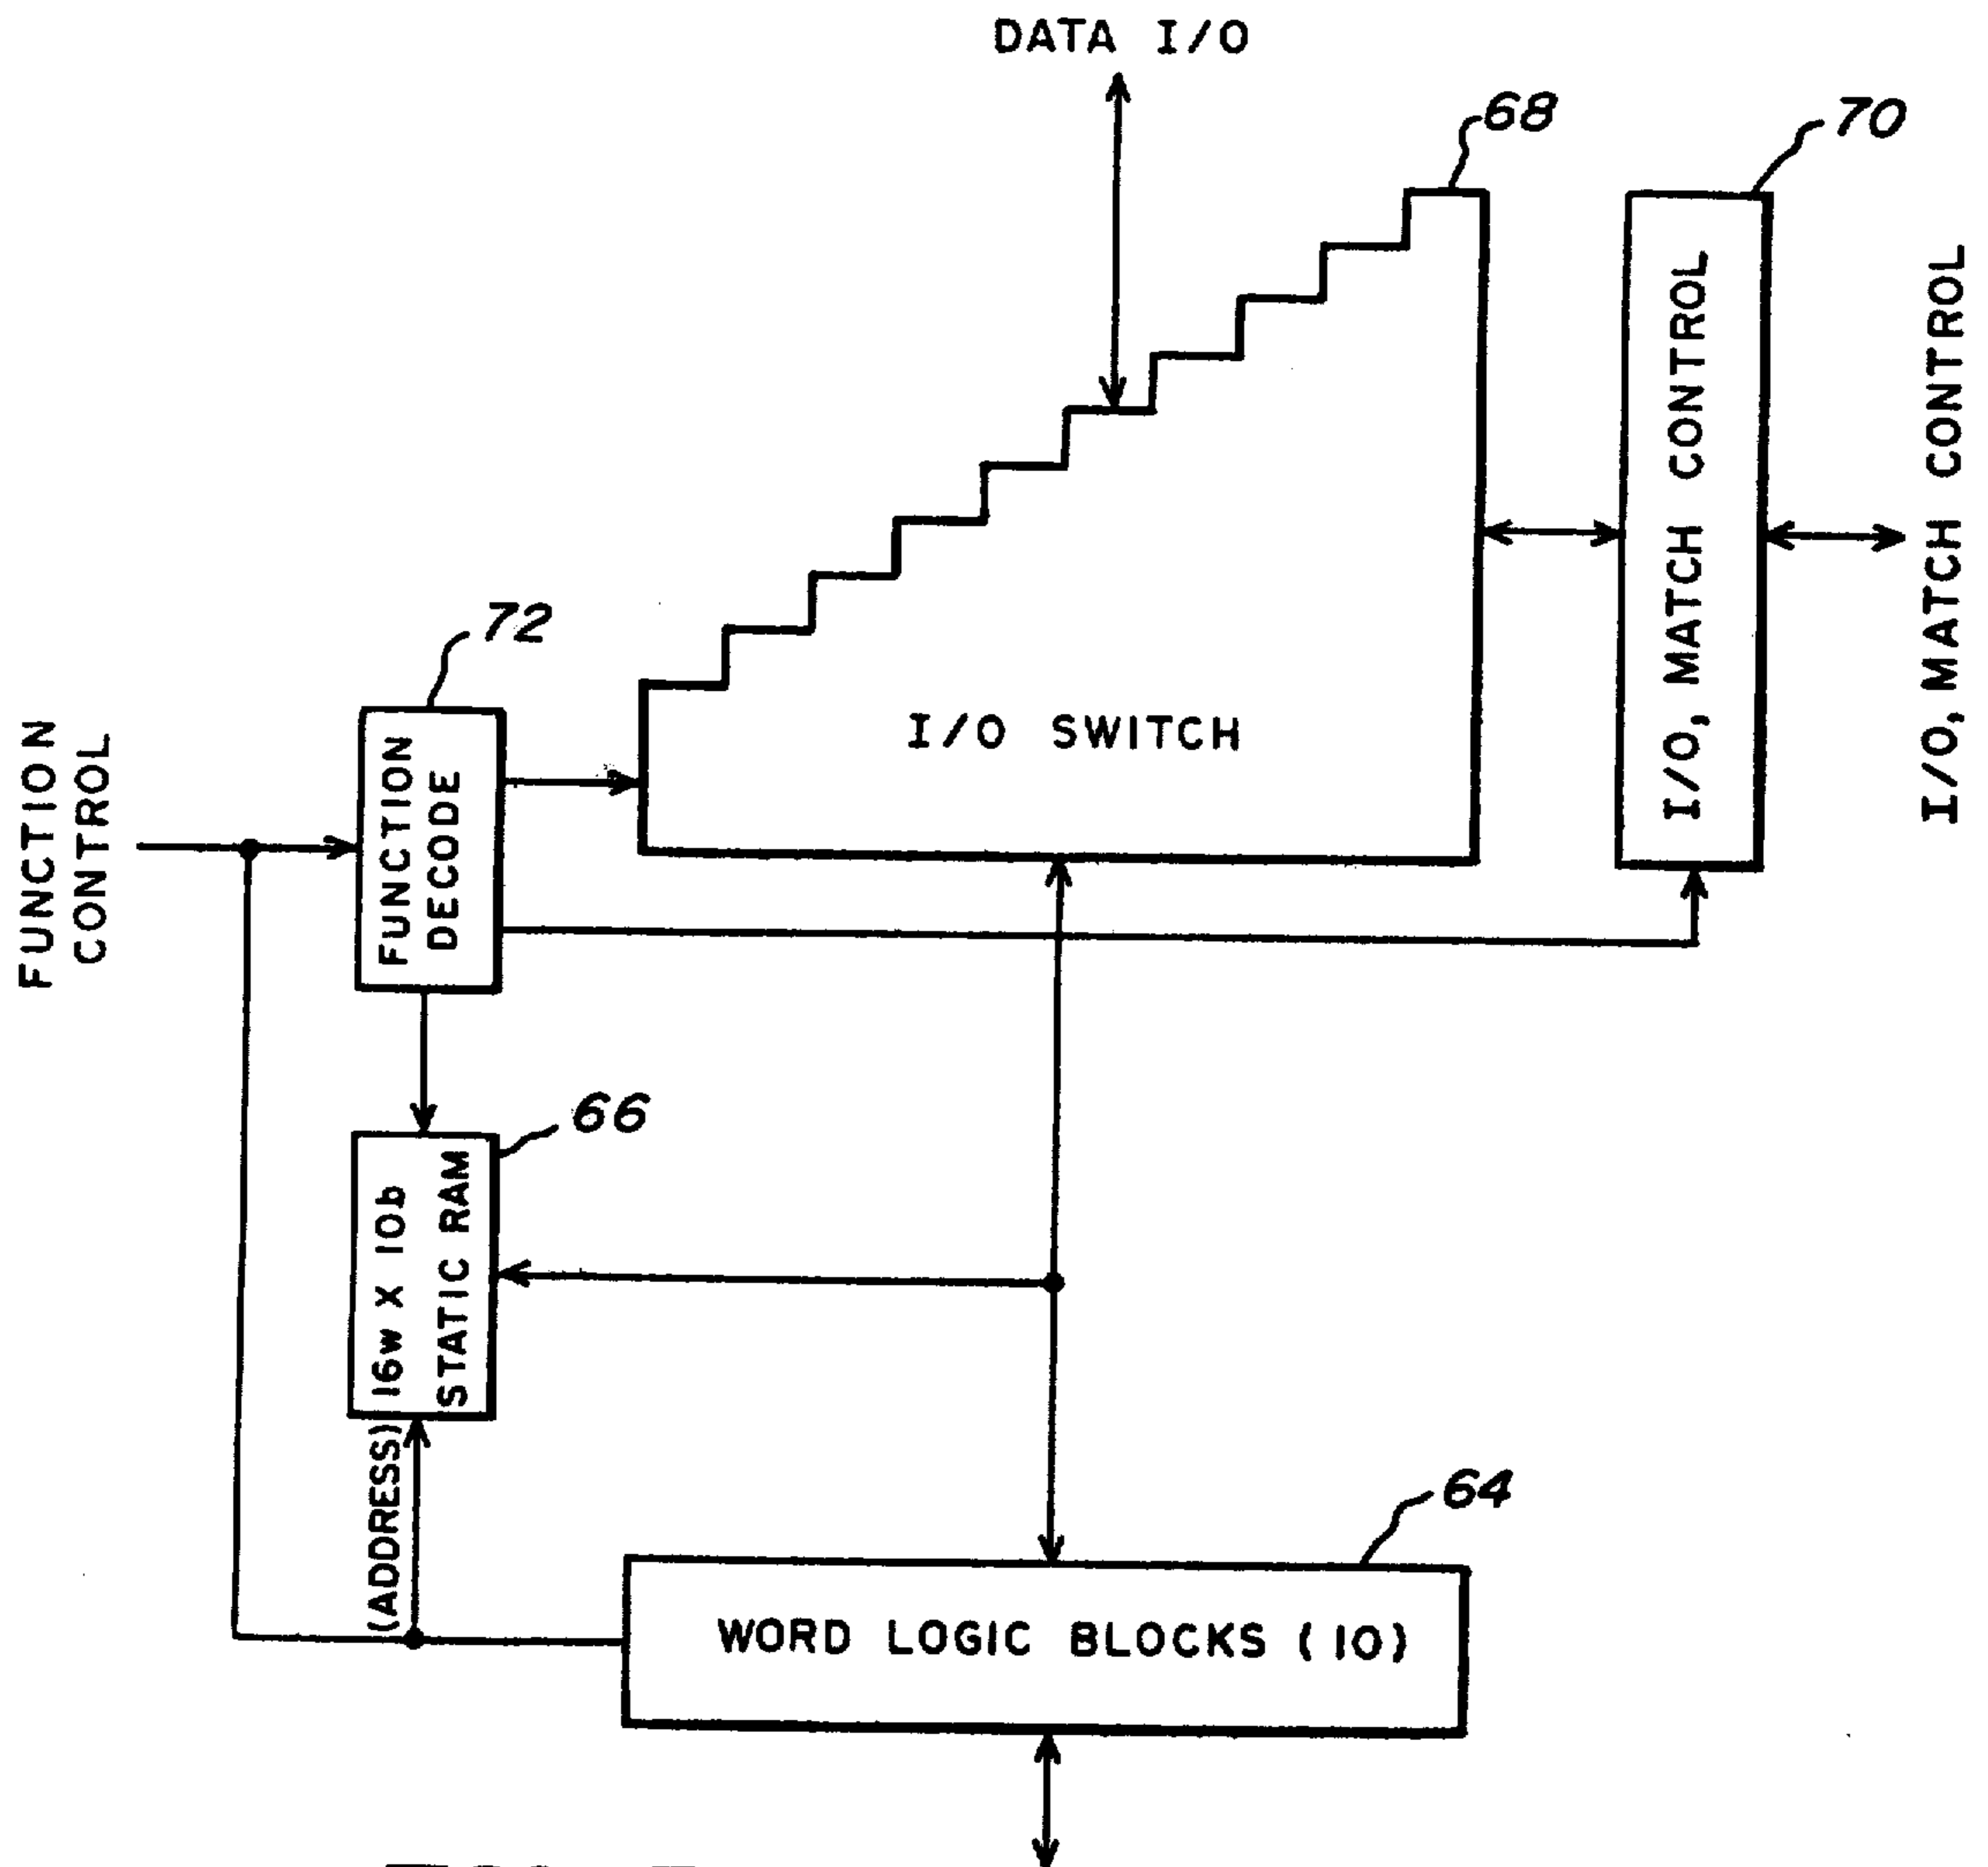 DATA I/O
68
70
I/O, MATCH CONTROL
I/O, MATCH CONTROL
72
I/O SWITCH
FUNCTION
CONTROL
FUNCTION
DECODE
66
16w X 10b
STATIC RAM
(ADDRESS)
64
WORD LOGIC BLOCKS (10)